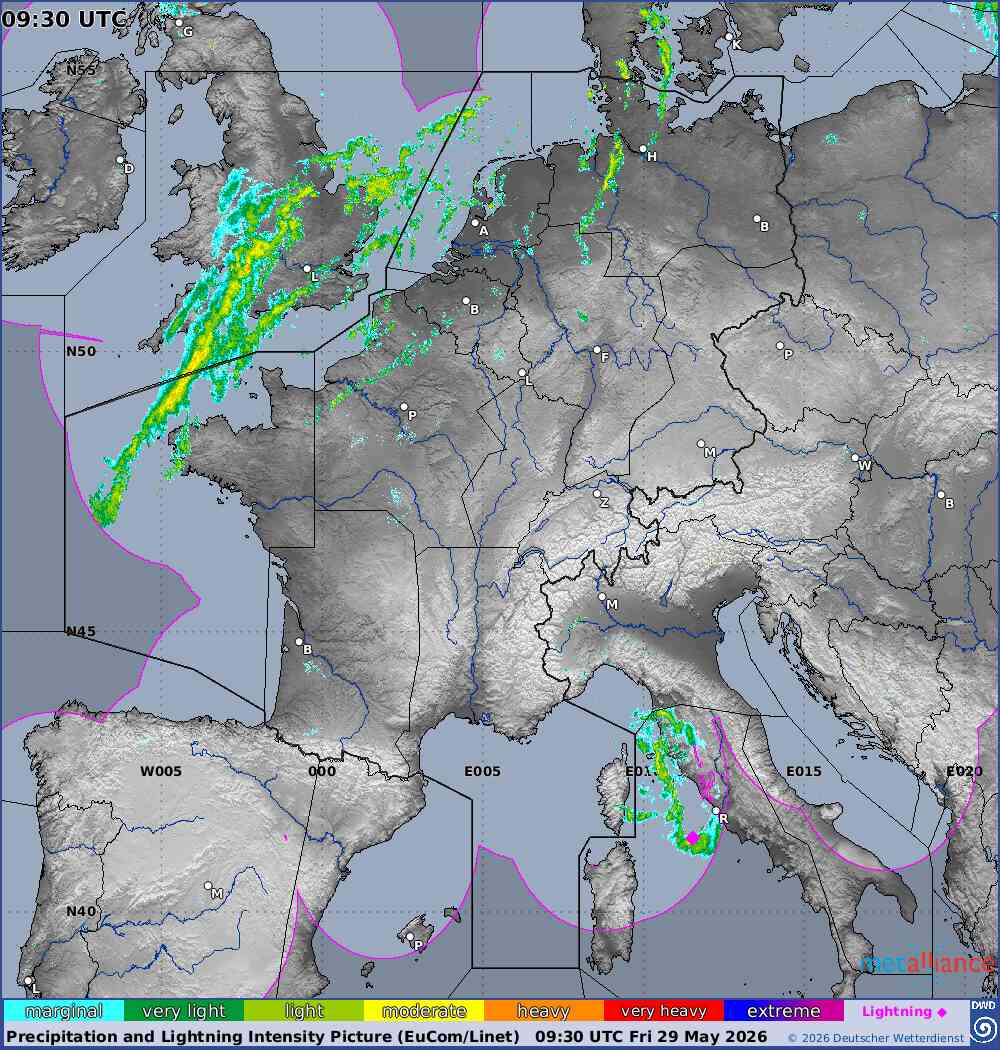 09:30 UTC
G
K
N55
D
H
A
B
L
B
N50
F
P
L
P
M
W
Z
B
M
N45
B
W005
000
E005
E015
E020
R
M
N40
P
L
metalliance
marginal very light light moderate heavy very heavy extreme Lightning ◆
DWD
Precipitation and Lightning Intensity Picture (EuCom/Linet) 09:30 UTC Fri 29 May 2026 © 2026 Deutscher Wetterdienst